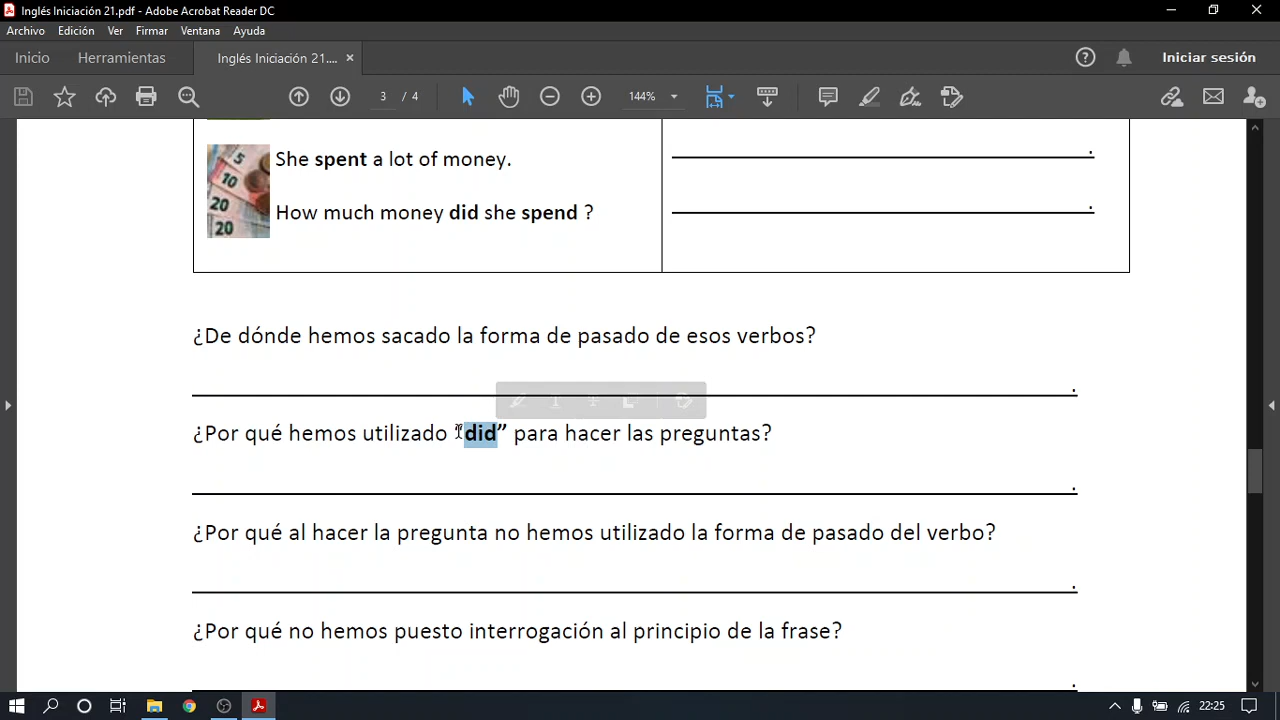 Inglés Iniciación 21.pdf - Adobe Acrobat Reader DC
Archivo Edición Ver Firmar Ventana Ayuda
Inicio Herramientas Inglés Iniciación 21.... × Iniciar sesión
3 / 4 144%
She spent a lot of money. .
How much money did she spend ? .
5
10
20
20
¿De dónde hemos sacado la forma de pasado de esos verbos?
.
¿Por qué hemos utilizado “did” para hacer las preguntas?
.
¿Por qué al hacer la pregunta no hemos utilizado la forma de pasado del verbo?
.
¿Por qué no hemos puesto interrogación al principio de la frase?
.
22:25